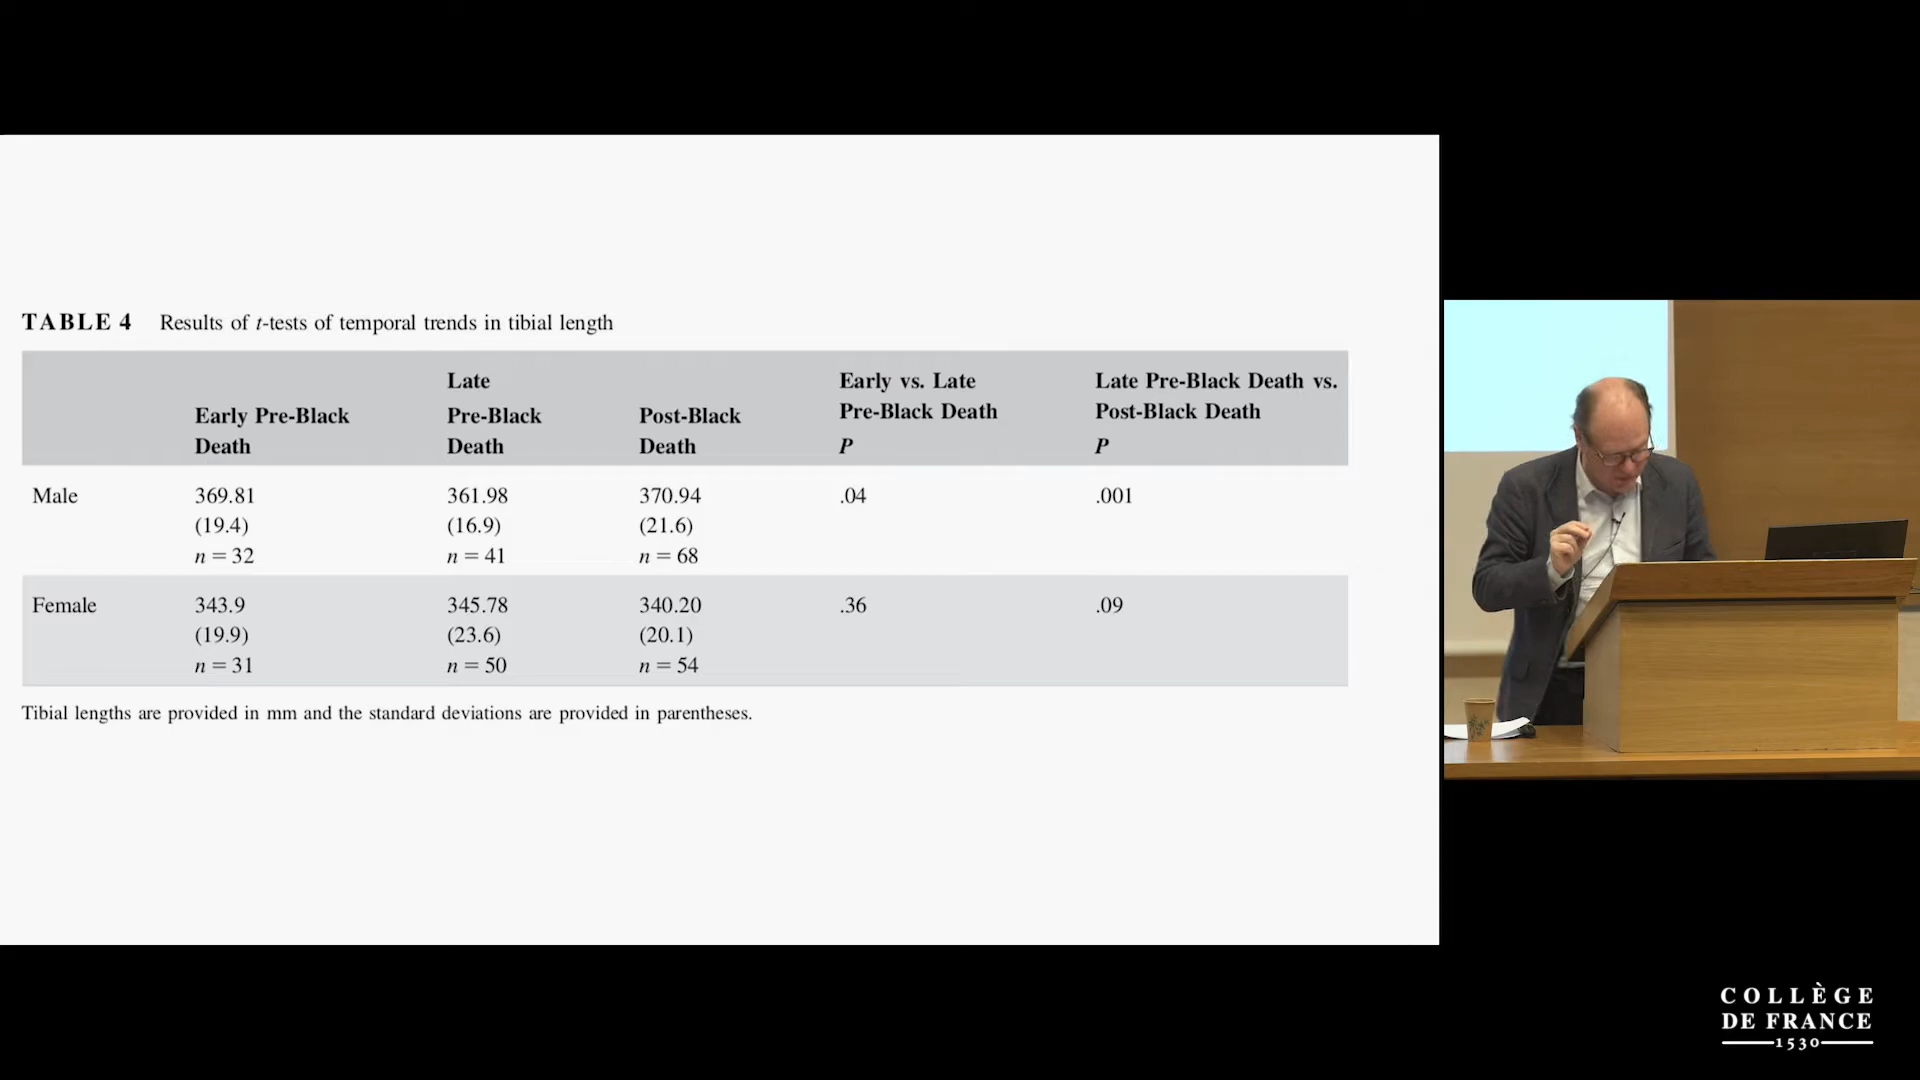 TABLE 4 Results of t-tests of temporal trends in tibial length
Early Pre-Black Death
Late Pre-Black Death
Post-Black Death
Early vs. Late Pre-Black Death P
Late Pre-Black Death vs. Post-Black Death P
Male 369.81 361.98 370.94 .04 .001
(19.4) (16.9) (21.6)
n = 32 n = 41 n = 68
Female 343.9 345.78 340.20 .36 .09
(19.9) (23.6) (20.1)
n = 31 n = 50 n = 54
Tibial lengths are provided in mm and the standard deviations are provided in parentheses.
COLLÈGE
DE FRANCE
1530